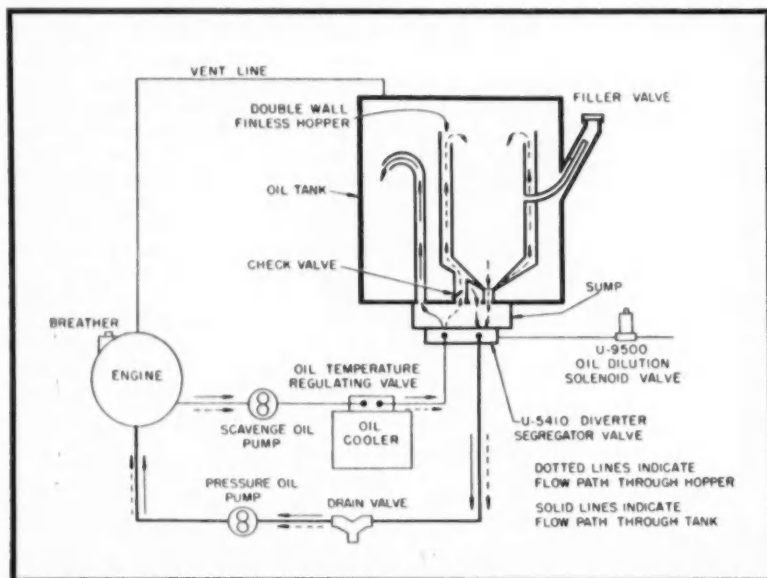 VENT LINE
DOUBLE WALL
FINLESS HOPPER
FILLER VALVE
OIL TANK
CHECK VALVE
SUMP
BREATHER
ENGINE
OIL TEMPERATURE
REGULATING VALVE
U-9500
OIL DILUTION
SOLENOID VALVE
SCAVENGE OIL
PUMP
OIL
COOLER
U-5410 DIVERTER
SEGREGATOR VALVE
PRESSURE OIL
PUMP
DRAIN VALVE
DOTTED LINES INDICATE
FLOW PATH THROUGH HOPPER
SOLID LINES INDICATE
FLOW PATH THROUGH TANK